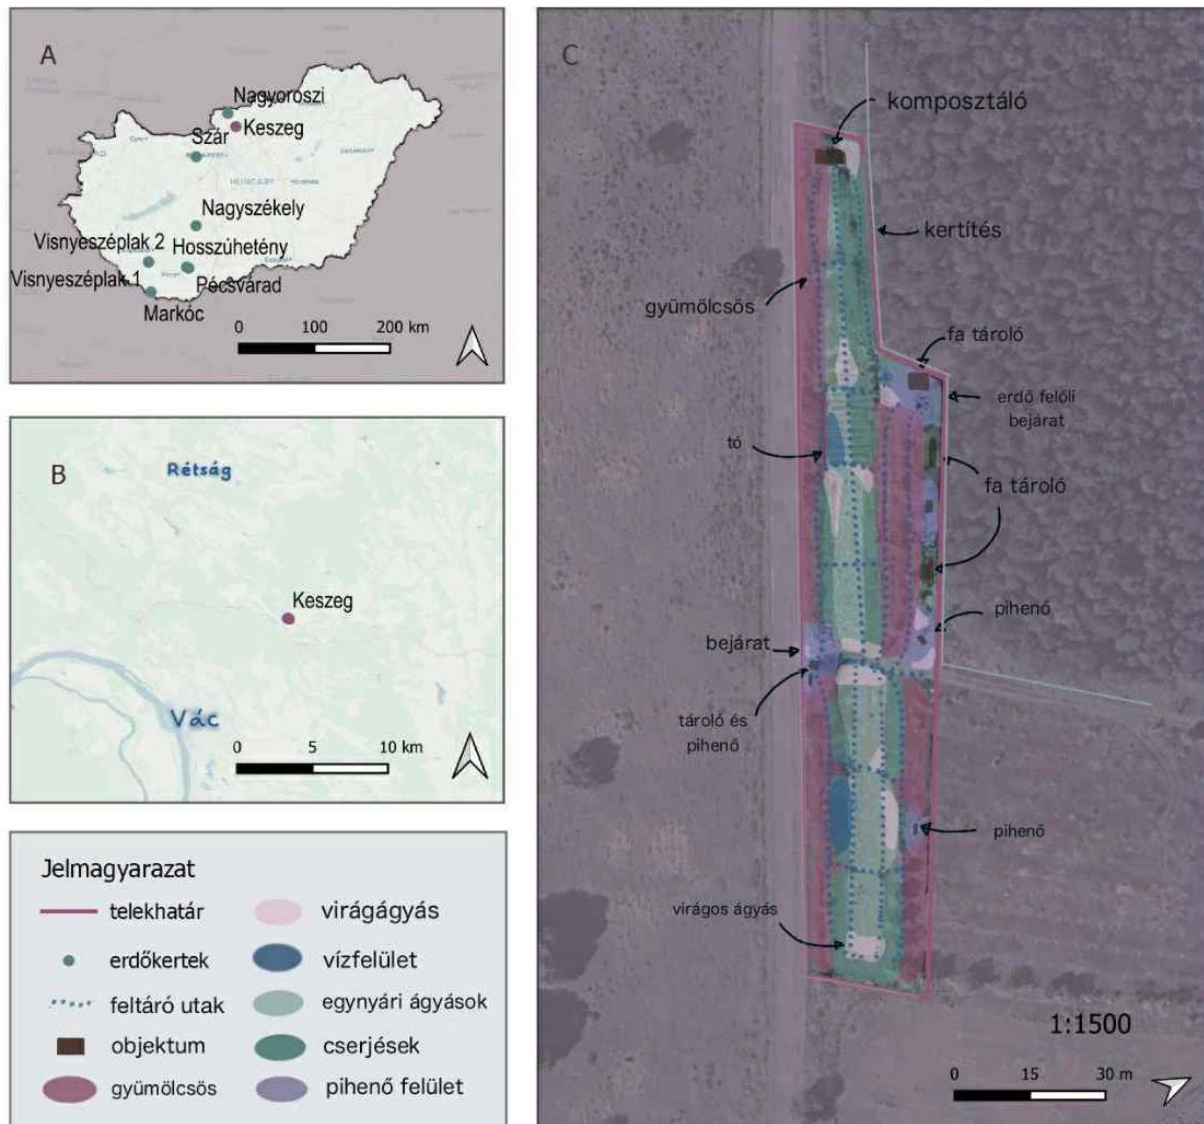 A
Nagyoroszi
Keszeg
Szár
HUNGARY
Nagyszékely
Visnyeszéplak 2
Hosszúhetény
Visnyeszéplak 1
Pécsvárad
Markóc
0 100 200 km
B
Rétság
Keszeg
Vác
0 5 10 km
Jelmagyarazat
telekhatár
erdőkertek
feltáró utak
objektum
gyümölcsös
virágágyás
vízfelület
egynyári ágyások
cserjések
pihenő felület
C
komposztáló
kertítés
gyümölcsös
fa tároló
erdő felőli
bejárat
tó
fa tároló
pihenő
bejárat
tároló és
pihenő
pihenő
virágos ágyás
1:1500
0 15 30 m